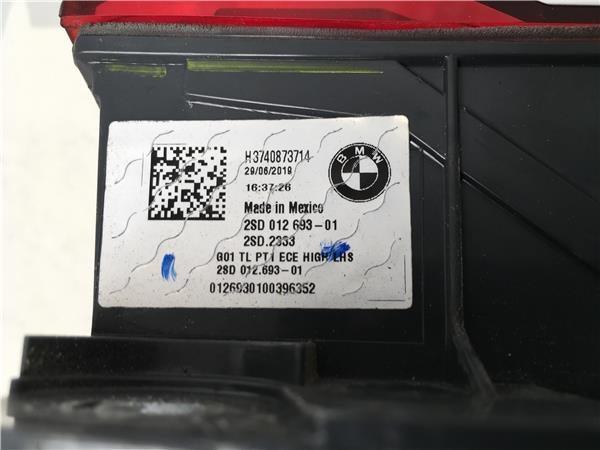 H3740873714
29/06/2019
16:37:26
BMW
Made in Mexico
2SD 012 693-01
2SD.2353
G01 TL PT1 ECE HIGH LHS
2SD 012.693-01
0126930100396352